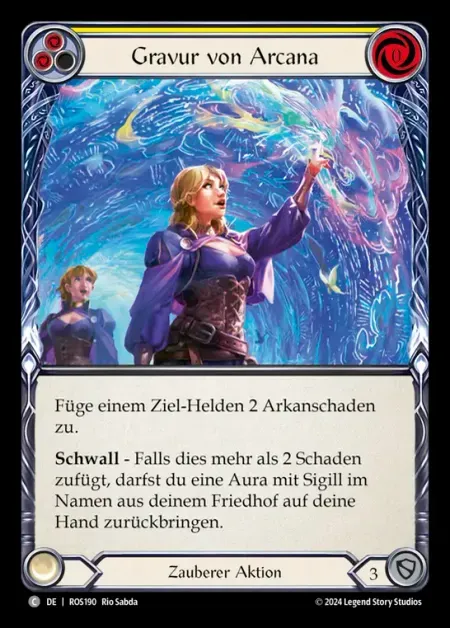 Gravur von Arcana
0
Füge einem Ziel-Helden 2 Arkanschaden
zu.
Schwall - Falls dies mehr als 2 Schaden
zufügt, darfst du eine Aura mit Sigill im
Namen aus deinem Friedhof auf deine
Hand zurückbringen.
Zauberer Aktion
3
C DE | ROS190 Rio Sabda
© 2024 Legend Story Studios